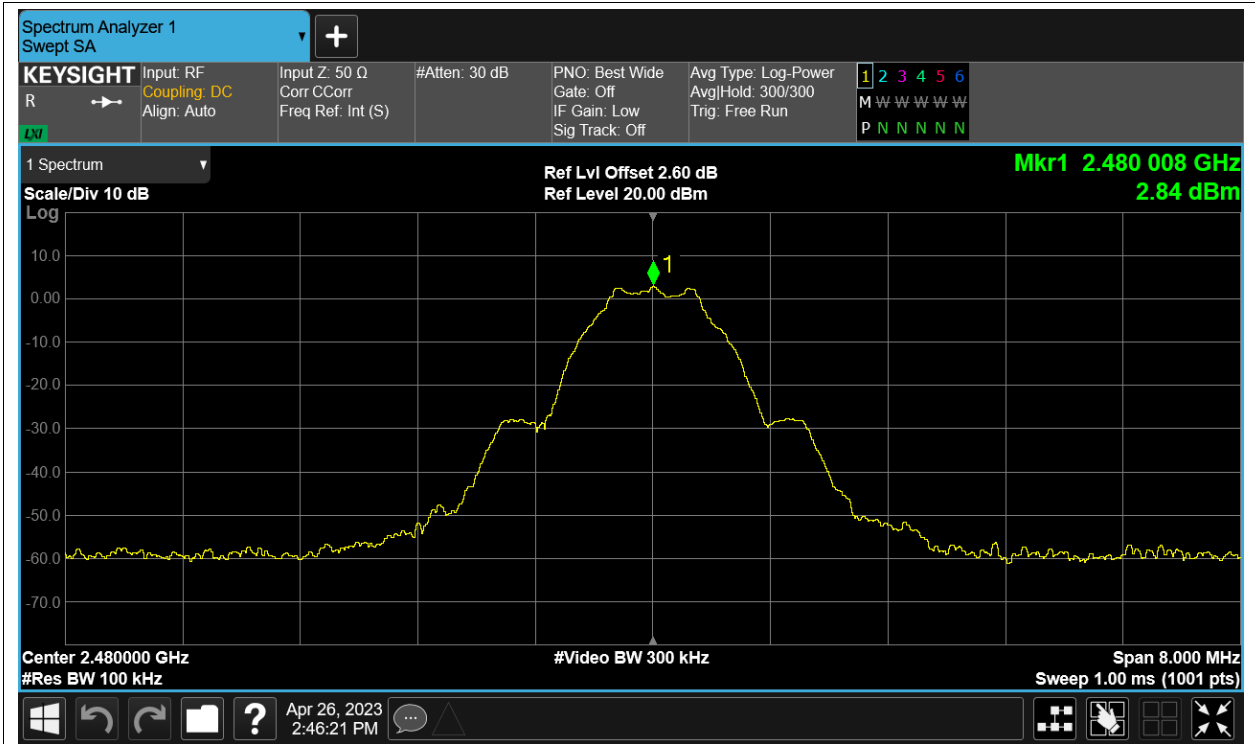 Spectrum Analyzer 1
Swept SA
KEYSIGHT
R
LXI
Input: RF
Coupling: DC
Align: Auto
Input Z: 50 Ω
Corr CCorr
Freq Ref: Int (S)
#Atten: 30 dB
PNO: Best Wide
Gate: Off
IF Gain: Low
Sig Track: Off
Avg Type: Log-Power
Avg|Hold: 300/300
Trig: Free Run
1 2 3 4 5 6
M W W W W W
P N N N N N
1 Spectrum
Scale/Div 10 dB
Log
Ref Lvl Offset 2.60 dB
Ref Level 20.00 dBm
Mkr1 2.480 008 GHz
2.84 dBm
1
10.0
0.00
-10.0
-20.0
-30.0
-40.0
-50.0
-60.0
-70.0
Center 2.480000 GHz
#Video BW 300 kHz
Span 8.000 MHz
#Res BW 100 kHz
Sweep 1.00 ms (1001 pts)
?
Apr 26, 2023
2:46:21 PM